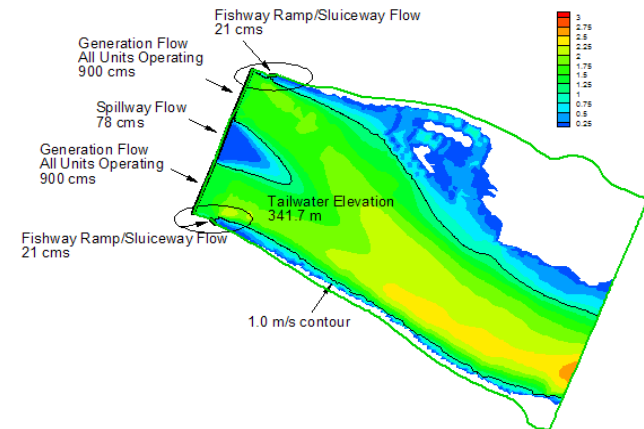 Fishway Ramp/Sluiceway Flow
21 cms
Generation Flow
All Units Operating
900 cms
Spillway Flow
78 cms
Generation Flow
All Units Operating
900 cms
Fishway Ramp/Sluiceway Flow
21 cms
Tailwater Elevation
341.7 m
1.0 m/s contour
3
2.75
2.5
2.25
2
1.75
1.5
1.25
1
0.75
0.5
0.25